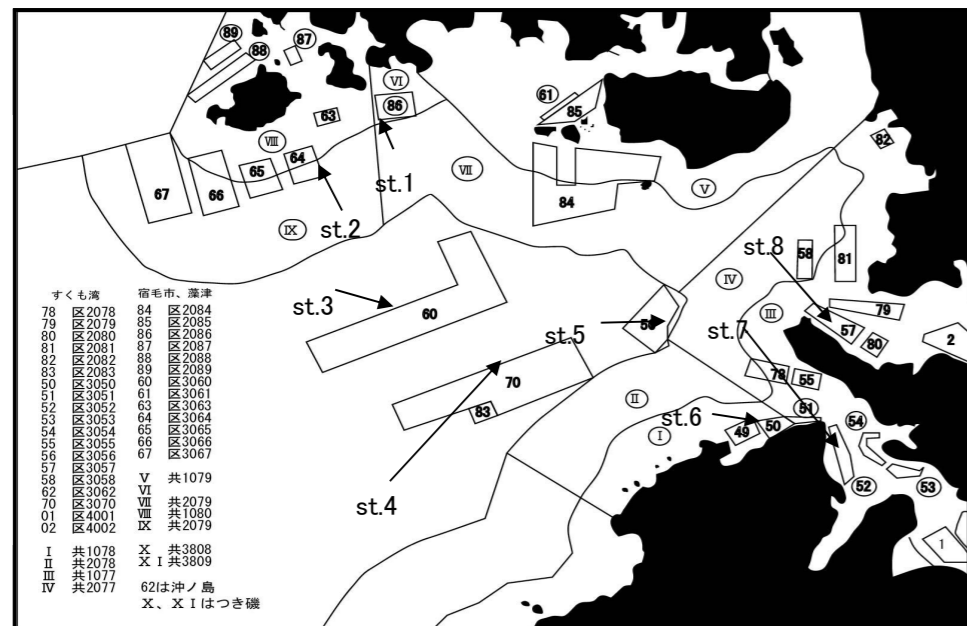 89
88
87
Ⅵ
86
61
85
63
Ⅷ
64
65
66
67
st.1
Ⅶ
82
Ⅴ
84
st.2
Ⅸ
st.8
58
81
Ⅳ
st.3
60
st.5
56
Ⅲ
79
57
80
2
st.7
70
83
78
55
Ⅱ
51
54
st.6
Ⅰ
49
50
52
53
st.4
1
すくも湾
78 区2078
79 区2079
80 区2080
81 区2081
82 区2082
83 区2083
50 区3050
51 区3051
52 区3052
53 区3053
54 区3054
55 区3055
56 区3056
57 区3057
58 区3058
62 区3062
70 区3070
01 区4001
02 区4002
Ⅰ 共1078
Ⅱ 共2078
Ⅲ 共1077
Ⅳ 共2077
宿毛市、藻津
84 区2084
85 区2085
86 区2086
87 区2087
88 区2088
89 区2089
60 区3060
61 区3061
63 区3063
64 区3064
65 区3065
66 区3066
67 区3067
Ⅴ 共1079
Ⅵ
Ⅶ 共2079
Ⅷ 共1080
Ⅸ 共2079
Ⅹ 共3808
ⅩⅠ 共3809
62は沖ノ島
Ⅹ、ⅩⅠはつき磯